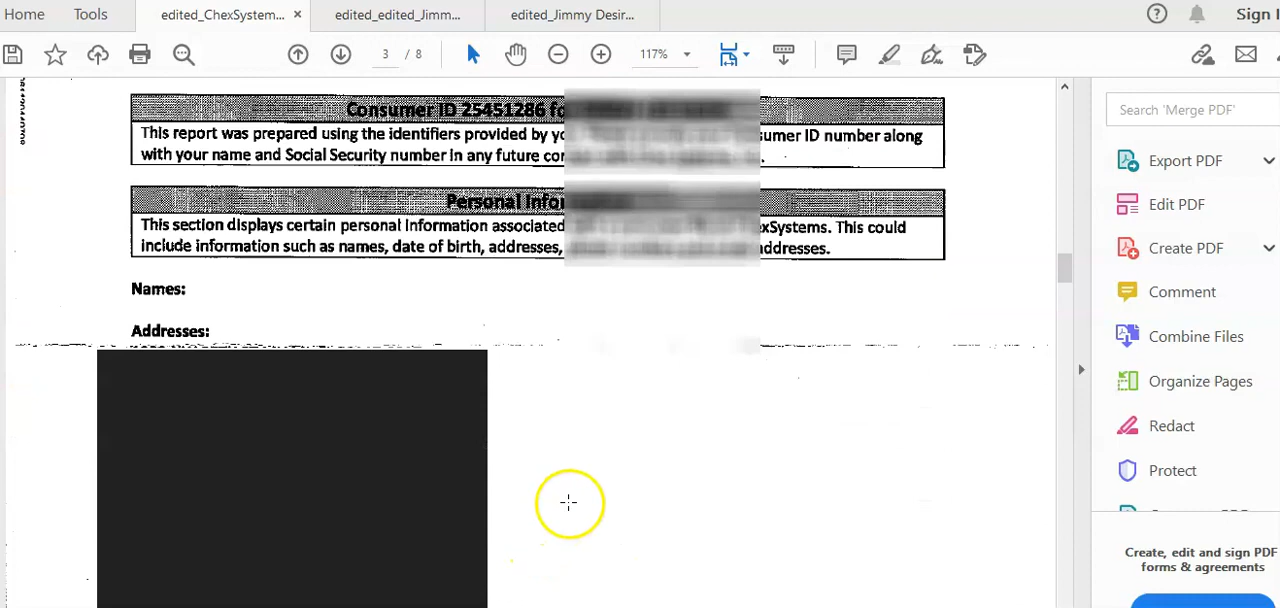 Home Tools edited_ChexSystem... × edited_edited_Jimm... edited_Jimmy Desir... ? Sign I
3 / 8 117%
Consumer ID 25451286 fo
This report was prepared using the identifiers provided by yo sumer ID number along
with your name and Social Security number in any future cor
Personal Infor
This section displays certain personal information associated exSystems. This could
include information such as names, date of birth, addresses, addresses.
Names:
Addresses:
Search 'Merge PDF'
Export PDF
Edit PDF
Create PDF
Comment
Combine Files
Organize Pages
Redact
Protect
Create, edit and sign PDF
forms & agreements